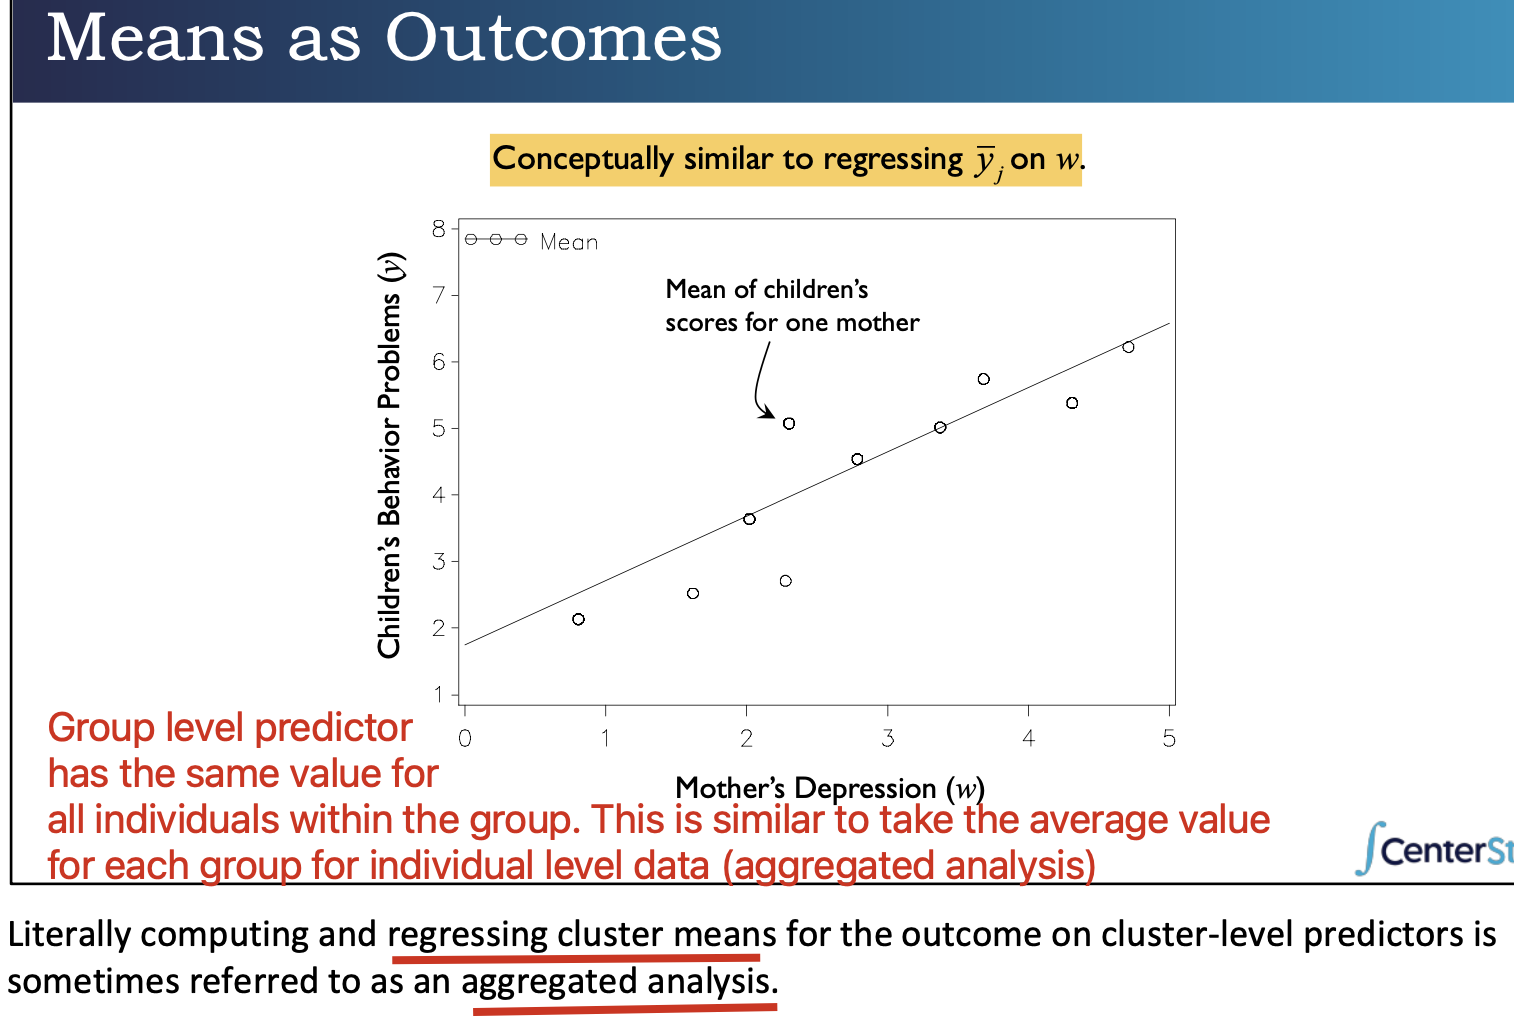 Means as Outcomes
Conceptually similar to regressing ȳj on w.
8
Mean
7
6
5
4
3
2
1
Children's Behavior Problems (y)
Mean of children's
scores for one mother
0 1 2 3 4 5
Mother's Depression (w)
Group level predictor
has the same value for
all individuals within the group. This is similar to take the average value
for each group for individual level data (aggregated analysis)
CenterSt
Literally computing and regressing cluster means for the outcome on cluster-level predictors is
sometimes referred to as an aggregated analysis.